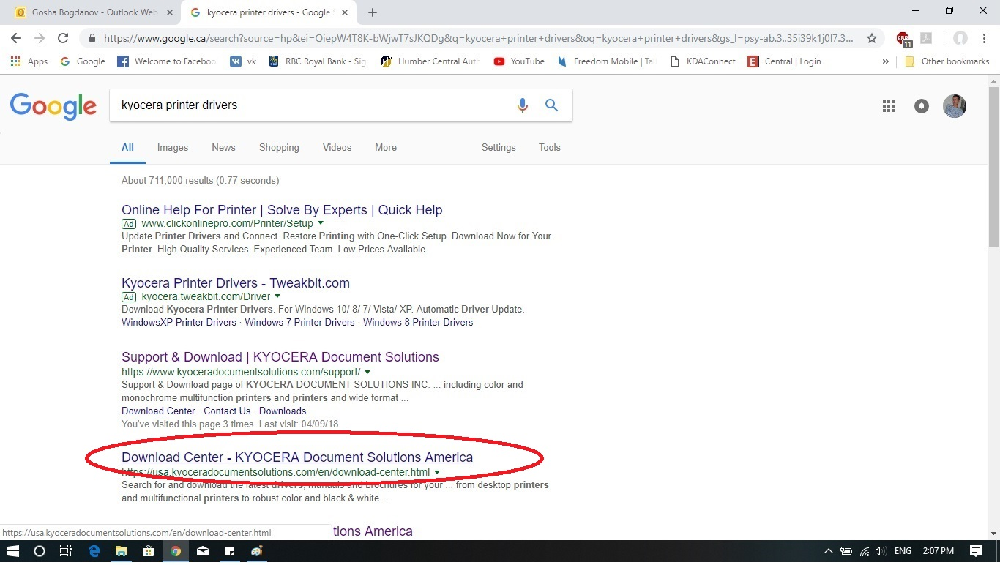 Gosha Bogdanov - Outlook Web
kyocera printer drivers - Google S
https://www.google.ca/search?source=hp&ei=QiepW4T8K-bWjwT7sJKQDg&q=kyocera+printer+drivers&oq=kyocera+printer+drivers&gs_l=psy-ab.3..35i39k1j0l7.3...
ABP
11
Apps
Google
Welcome to Faceboo
vk
RBC Royal Bank - Sig
Humber Central Auth
YouTube
Freedom Mobile | Tal
KDAConnect
Central | Login
»
Other bookmarks
Google
kyocera printer drivers
All
Images
News
Shopping
Videos
More
Settings
Tools
About 711,000 results (0.77 seconds)
Online Help For Printer | Solve By Experts | Quick Help
Ad www.clickonlinepro.com/Printer/Setup
Update Printer Drivers and Connect. Restore Printing with One-Click Setup. Download Now for Your
Printer. High Quality Services. Experienced Team. Low Prices Available.
Kyocera Printer Drivers - Tweakbit.com
Ad kyocera.tweakbit.com/Driver
Download Kyocera Printer Drivers. For Windows 10/ 8/ 7/ Vista/ XP. Automatic Driver Update.
WindowsXP Printer Drivers · Windows 7 Printer Drivers · Windows 8 Printer Drivers
Support & Download | KYOCERA Document Solutions
https://www.kyoceradocumentsolutions.com/support/
Support & Download page of KYOCERA DOCUMENT SOLUTIONS INC. ... including color and
monochrome multifunction printers and printers and wide format ...
Download Center · Contact Us · Downloads
You've visited this page 3 times. Last visit: 04/09/18
Download Center - KYOCERA Document Solutions America
https://usa.kyoceradocumentsolutions.com/en/download-center.html
Search for and download the latest drivers, manuals and brochures for your ... from desktop printers
and multifunctional printers to robust color and black & white ...
tions America
https://usa.kyoceradocumentsolutions.com/en/download-center.html
ENG
2:07 PM